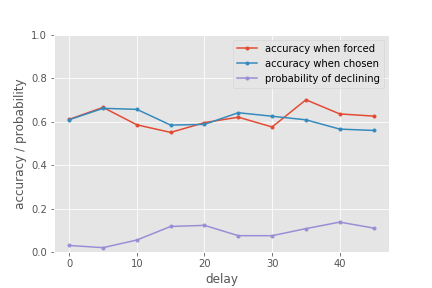 accuracy when forced
accuracy when chosen
probability of declining
accuracy / probability
1.0
0.8
0.6
0.4
0.2
0.0
0 10 20 30 40
delay